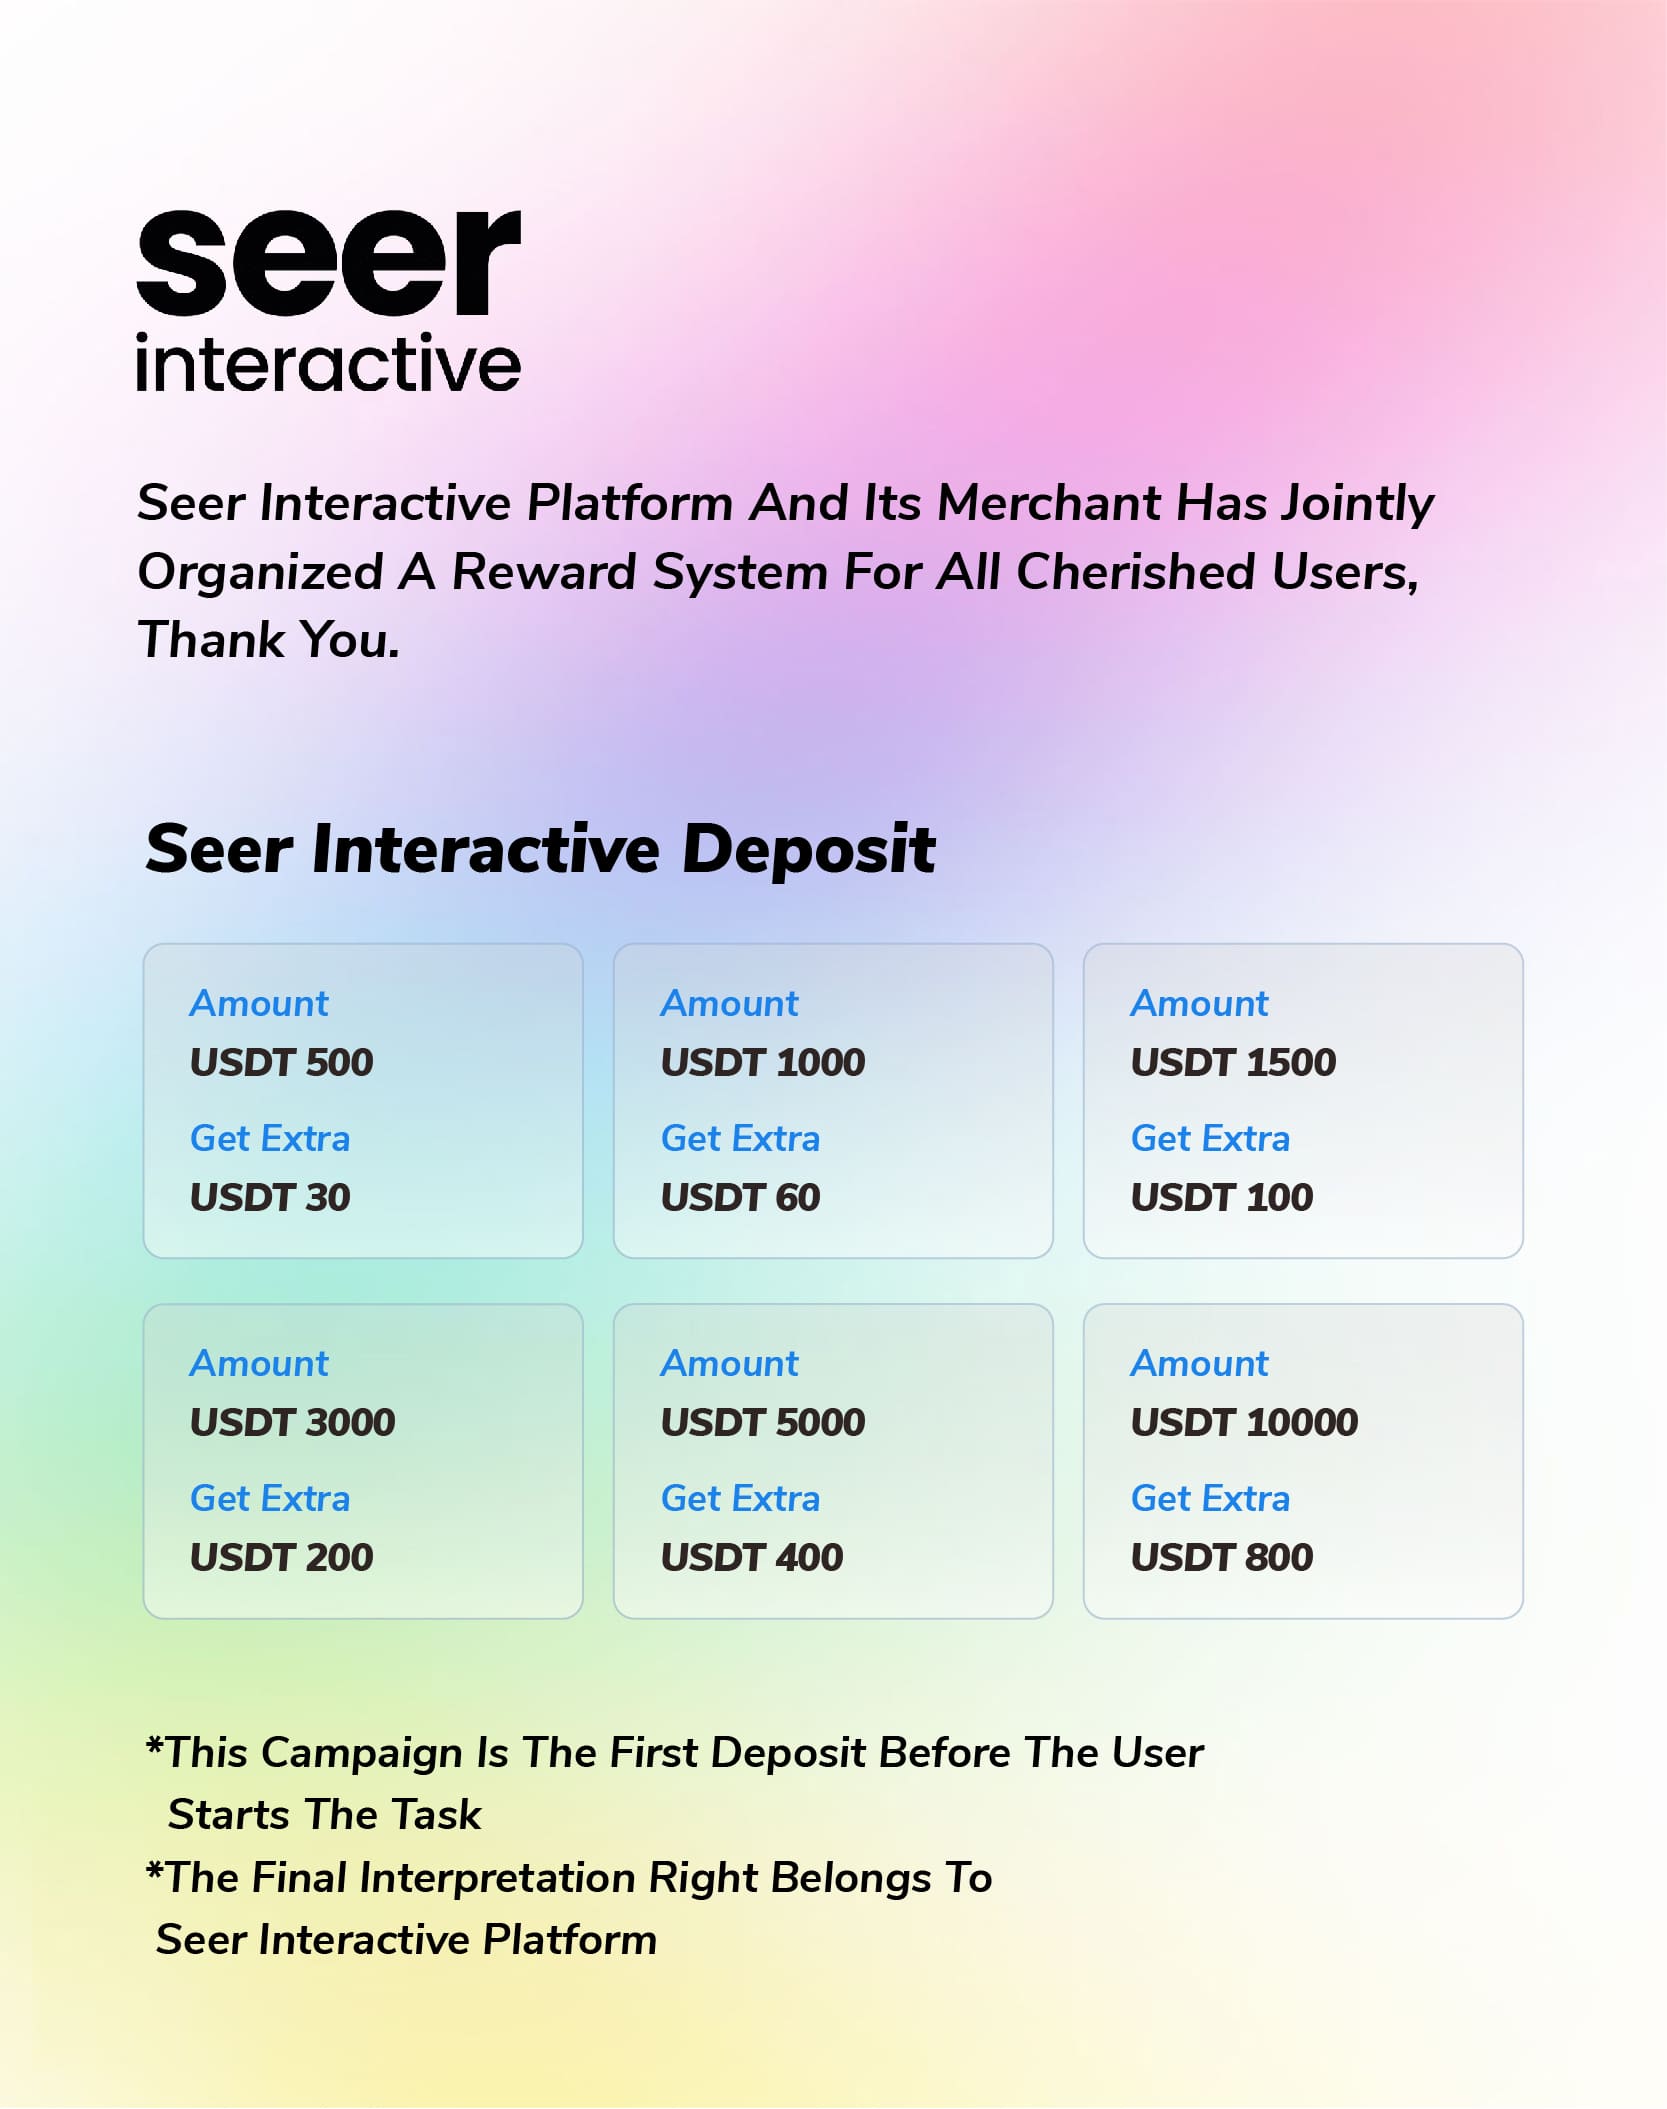 seer
interactive
Seer Interactive Platform And Its Merchant Has Jointly
Organized A Reward System For All Cherished Users,
Thank You.
Seer Interactive Deposit
Amount
USDT 500
Get Extra
USDT 30
Amount
USDT 1000
Get Extra
USDT 60
Amount
USDT 1500
Get Extra
USDT 100
Amount
USDT 3000
Get Extra
USDT 200
Amount
USDT 5000
Get Extra
USDT 400
Amount
USDT 10000
Get Extra
USDT 800
*This Campaign Is The First Deposit Before The User
Starts The Task
*The Final Interpretation Right Belongs To
Seer Interactive Platform